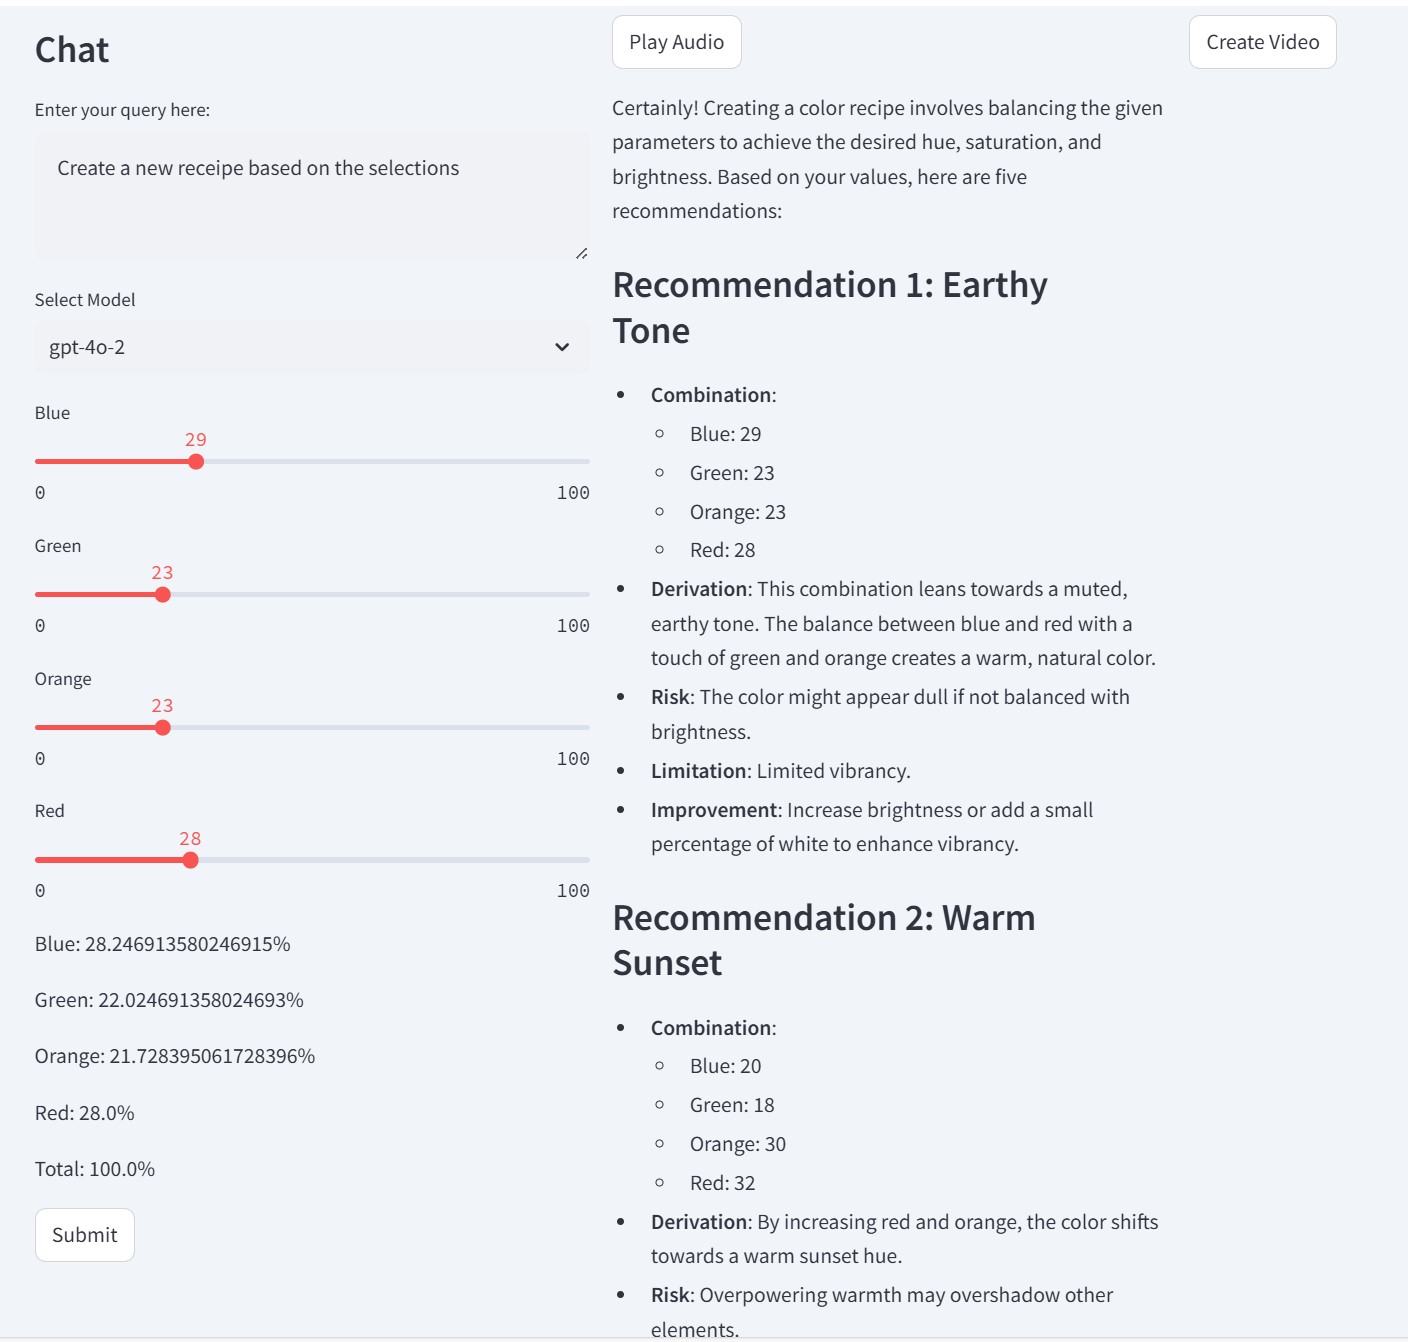 Chat
Enter your query here:
Create a new receipe based on the selections
Select Model
gpt-4o-2
Blue
29
0
100
Green
23
0
100
Orange
23
0
100
Red
28
0
100
Blue: 28.246913580246915%
Green: 22.024691358024693%
Orange: 21.728395061728396%
Red: 28.0%
Total: 100.0%
Submit
Play Audio
Create Video
Certainly! Creating a color recipe involves balancing the given
parameters to achieve the desired hue, saturation, and
brightness. Based on your values, here are five
recommendations:
Recommendation 1: Earthy
Tone
Combination:
Blue: 29
Green: 23
Orange: 23
Red: 28
Derivation: This combination leans towards a muted,
earthy tone. The balance between blue and red with a
touch of green and orange creates a warm, natural color.
Risk: The color might appear dull if not balanced with
brightness.
Limitation: Limited vibrancy.
Improvement: Increase brightness or add a small
percentage of white to enhance vibrancy.
Recommendation 2: Warm
Sunset
Combination:
Blue: 20
Green: 18
Orange: 30
Red: 32
Derivation: By increasing red and orange, the color shifts
towards a warm sunset hue.
Risk: Overpowering warmth may overshadow other
elements.